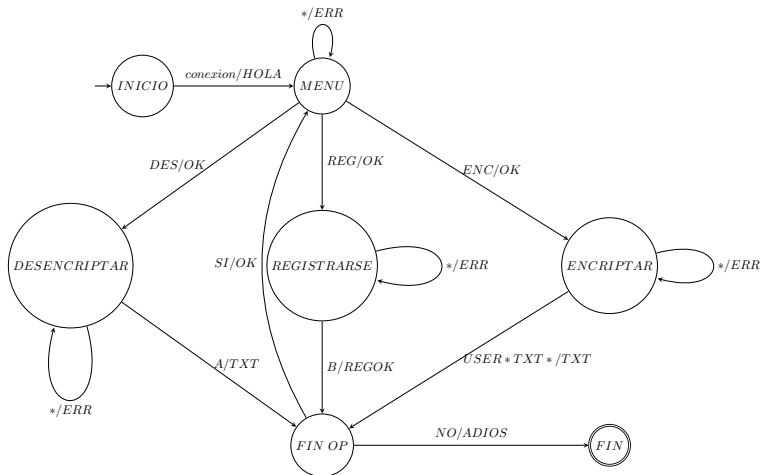 */ERR
conexion/HOLA
INICIO
MENU
DES/OK
REG/OK
ENC/OK
DESENCRIPTAR
SI/OK
REGISTRARSE
*/ERR
ENCRIPTAR
*/ERR
A/TXT
B/REGOK
USER*TXT*/TXT
*/ERR
NO/ADIOS
FIN OP
FIN